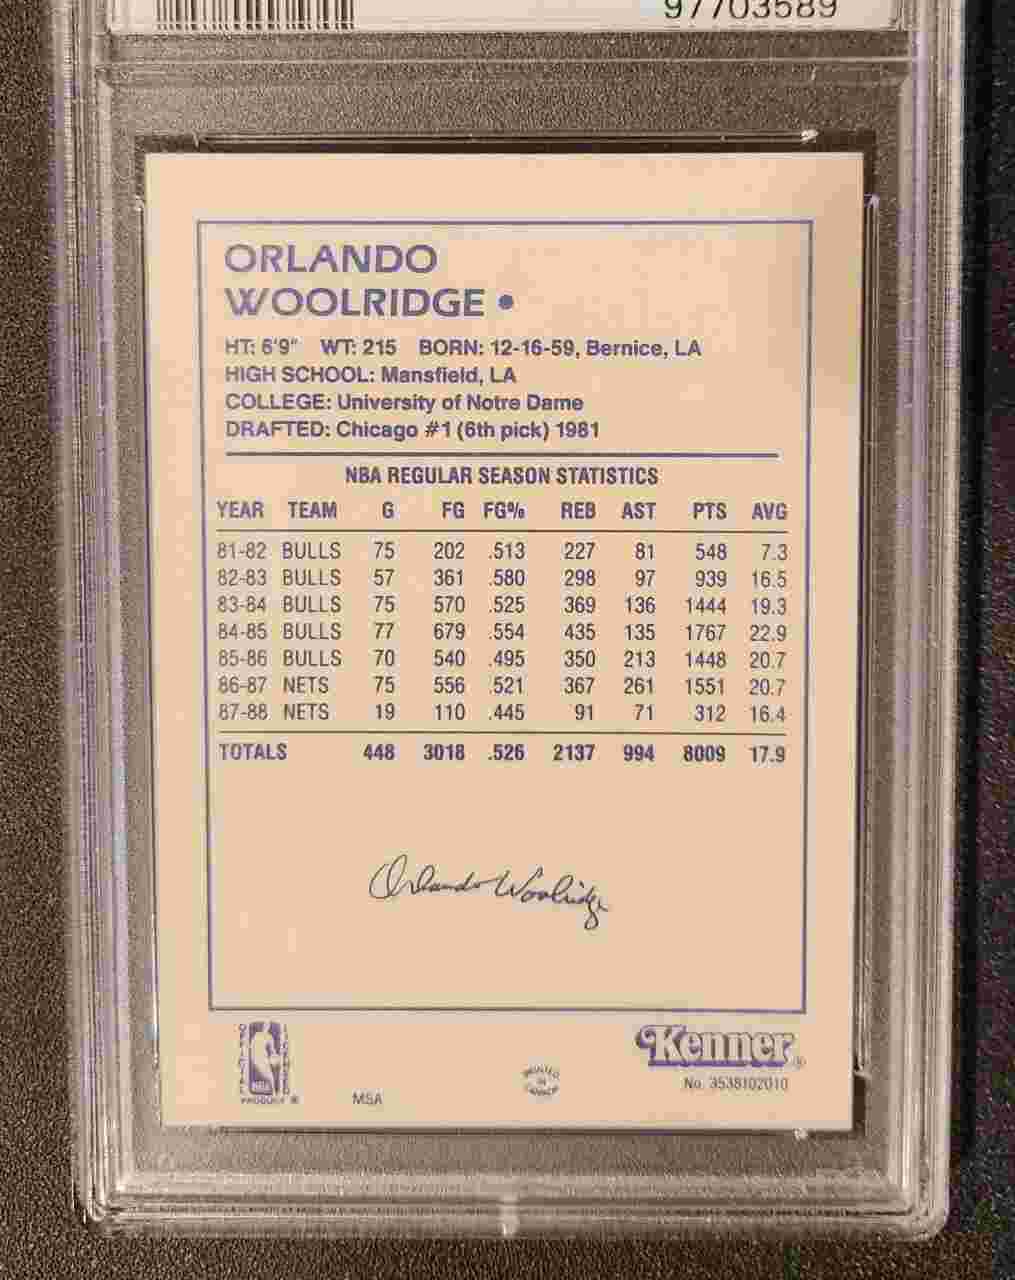 97703589
ORLANDO
WOOLRIDGE •
HT: 6'9" WT: 215 BORN: 12-16-59, Bernice, LA
HIGH SCHOOL: Mansfield, LA
COLLEGE: University of Notre Dame
DRAFTED: Chicago #1 (6th pick) 1981
NBA REGULAR SEASON STATISTICS
YEAR TEAM G FG FG% REB AST PTS AVG
81-82 BULLS 75 202 .513 227 81 548 7.3
82-83 BULLS 57 361 .580 298 97 939 16.5
83-84 BULLS 75 570 .525 369 136 1444 19.3
84-85 BULLS 77 679 .554 435 135 1767 22.9
85-86 BULLS 70 540 .495 350 213 1448 20.7
86-87 NETS 75 556 .521 367 261 1551 20.7
87-88 NETS 19 110 .445 91 71 312 16.4
TOTALS 448 3018 .526 2137 994 8009 17.9
Orlando Woolridge
OFFICIAL
NBA
PRODUCT ®
MSA
PRINTED
IN
Kenner®
No. 3538102010